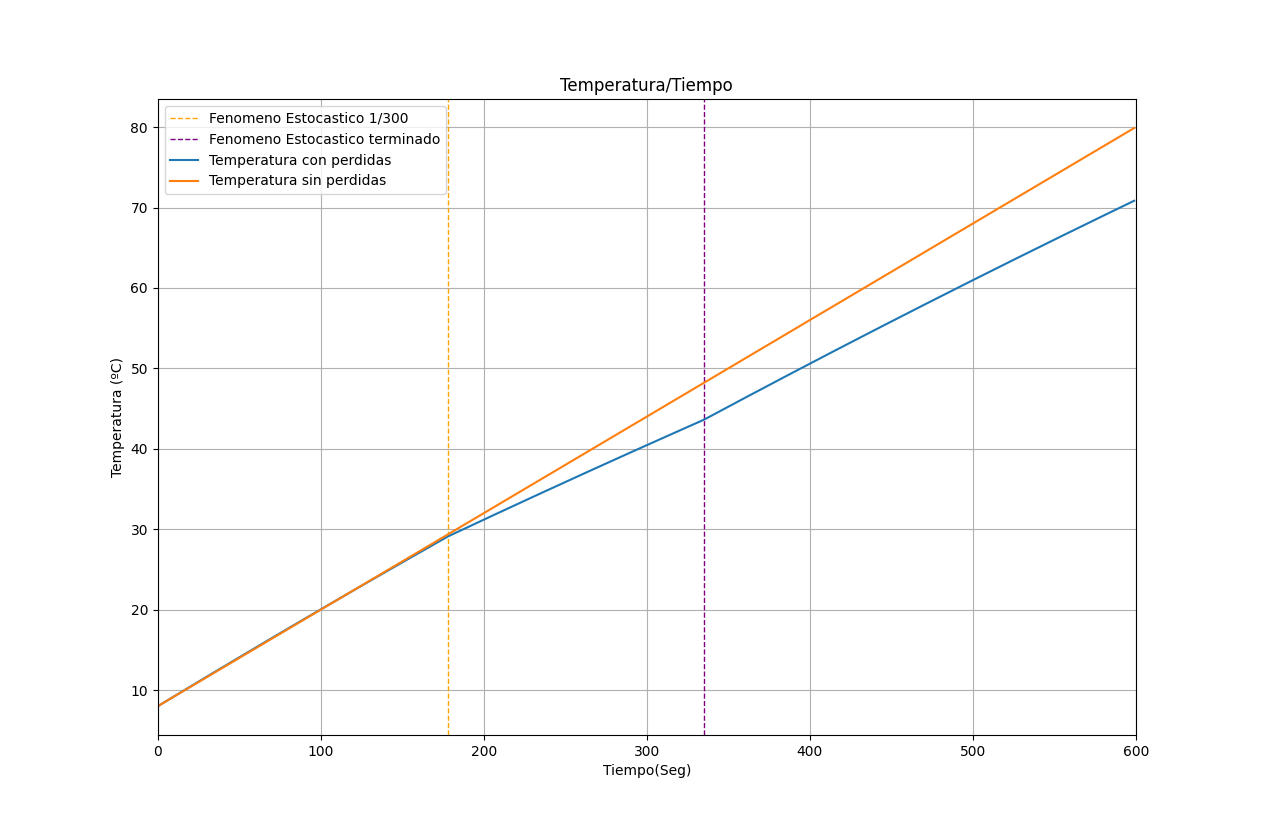 Temperatura/Tiempo
Fenomeno Estocastico 1/300
Fenomeno Estocastico terminado
Temperatura con perdidas
Temperatura sin perdidas
80
70
60
50
40
30
20
10
Temperatura (ºC)
0 100 200 300 400 500 600
Tiempo(Seg)